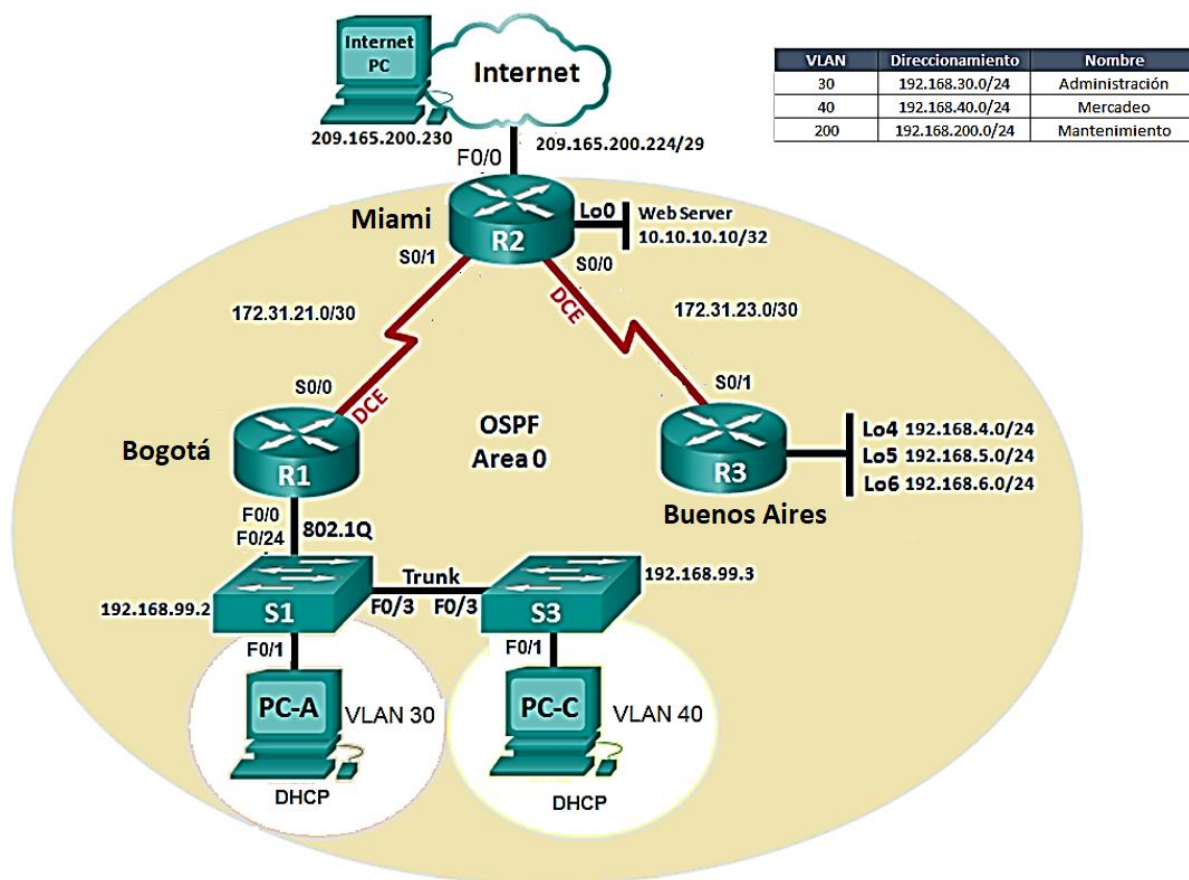 Internet
PC
Internet
209.165.200.230
209.165.200.224/29
F0/0
VLAN Direccionamiento Nombre
30 192.168.30.0/24 Administración
40 192.168.40.0/24 Mercadeo
200 192.168.200.0/24 Mantenimiento
Miami
R2
Lo0
Web Server
10.10.10.10/32
S0/1
S0/0
DCE
172.31.21.0/30
172.31.23.0/30
S0/0
DCE
S0/1
Bogotá
R1
OSPF
Area 0
R3
Buenos Aires
Lo4 192.168.4.0/24
Lo5 192.168.5.0/24
Lo6 192.168.6.0/24
F0/0
F0/24
802.1Q
Trunk
192.168.99.3
192.168.99.2
S1
F0/3
F0/3
S3
F0/1
F0/1
PC-A
VLAN 30
PC-C
VLAN 40
DHCP
DHCP